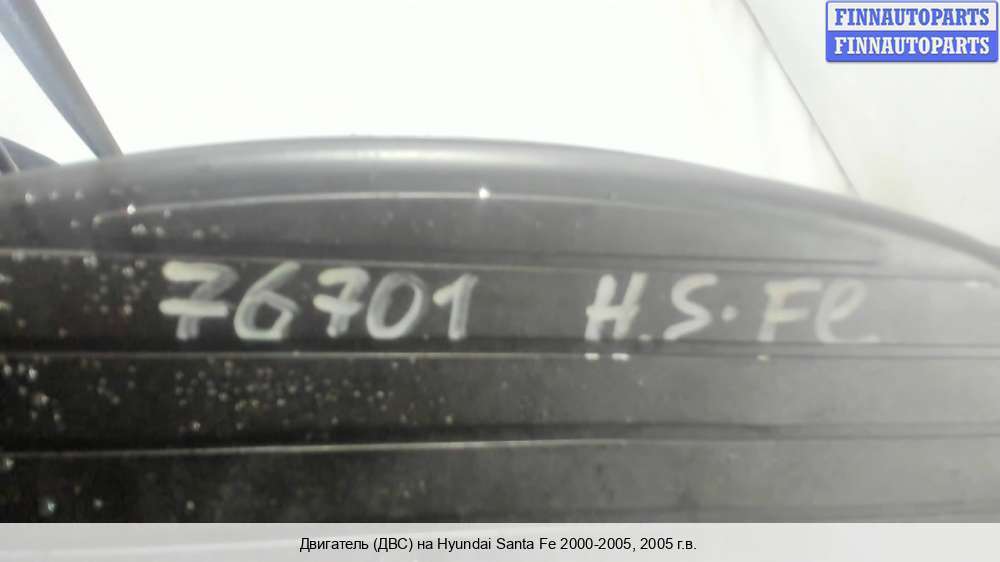 FINNAUTOPARTS
FINNAUTOPARTS
76701 H.S.Fe
Двигатель (ДВС) на Hyundai Santa Fe 2000-2005, 2005 г.в.